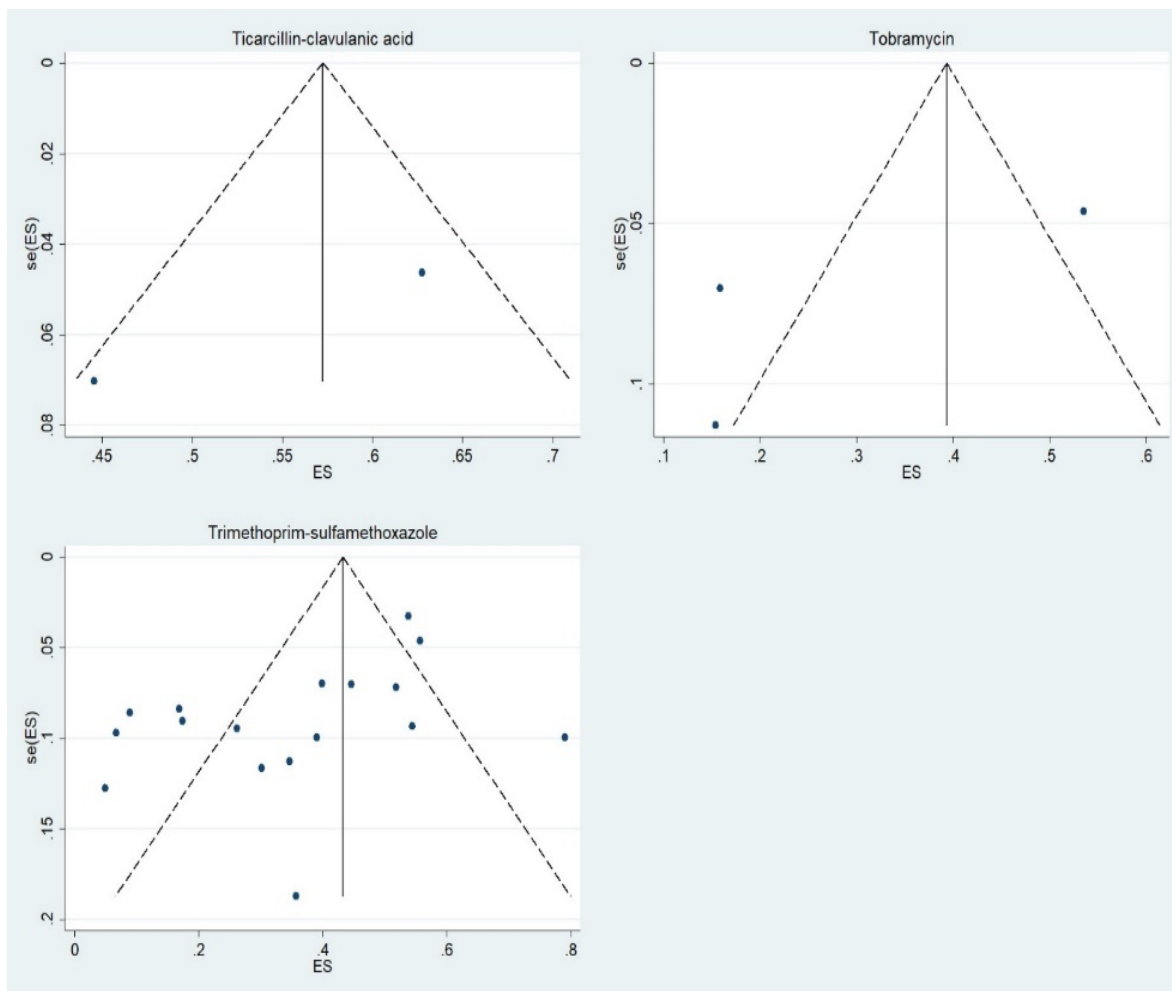 Ticarcillin-clavulanic acid
0
.02
.04
.06
.08
se(ES)
.45 .5 .55 .6 .65 .7
ES
Tobramycin
0
.05
.1
se(ES)
.1 .2 .3 .4 .5 .6
ES
Trimethoprim-sulfamethoxazole
0
.05
.1
.15
.2
se(ES)
0 .2 .4 .6 .8
ES